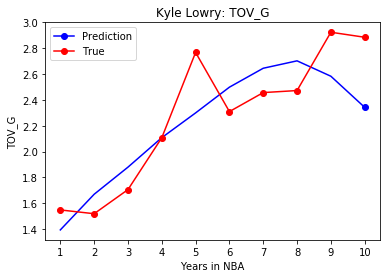 Kyle Lowry: TOV_G
Prediction
True
3.0
2.8
2.6
2.4
2.2
2.0
1.8
1.6
1.4
TOV_G
1 2 3 4 5 6 7 8 9 10
Years in NBA